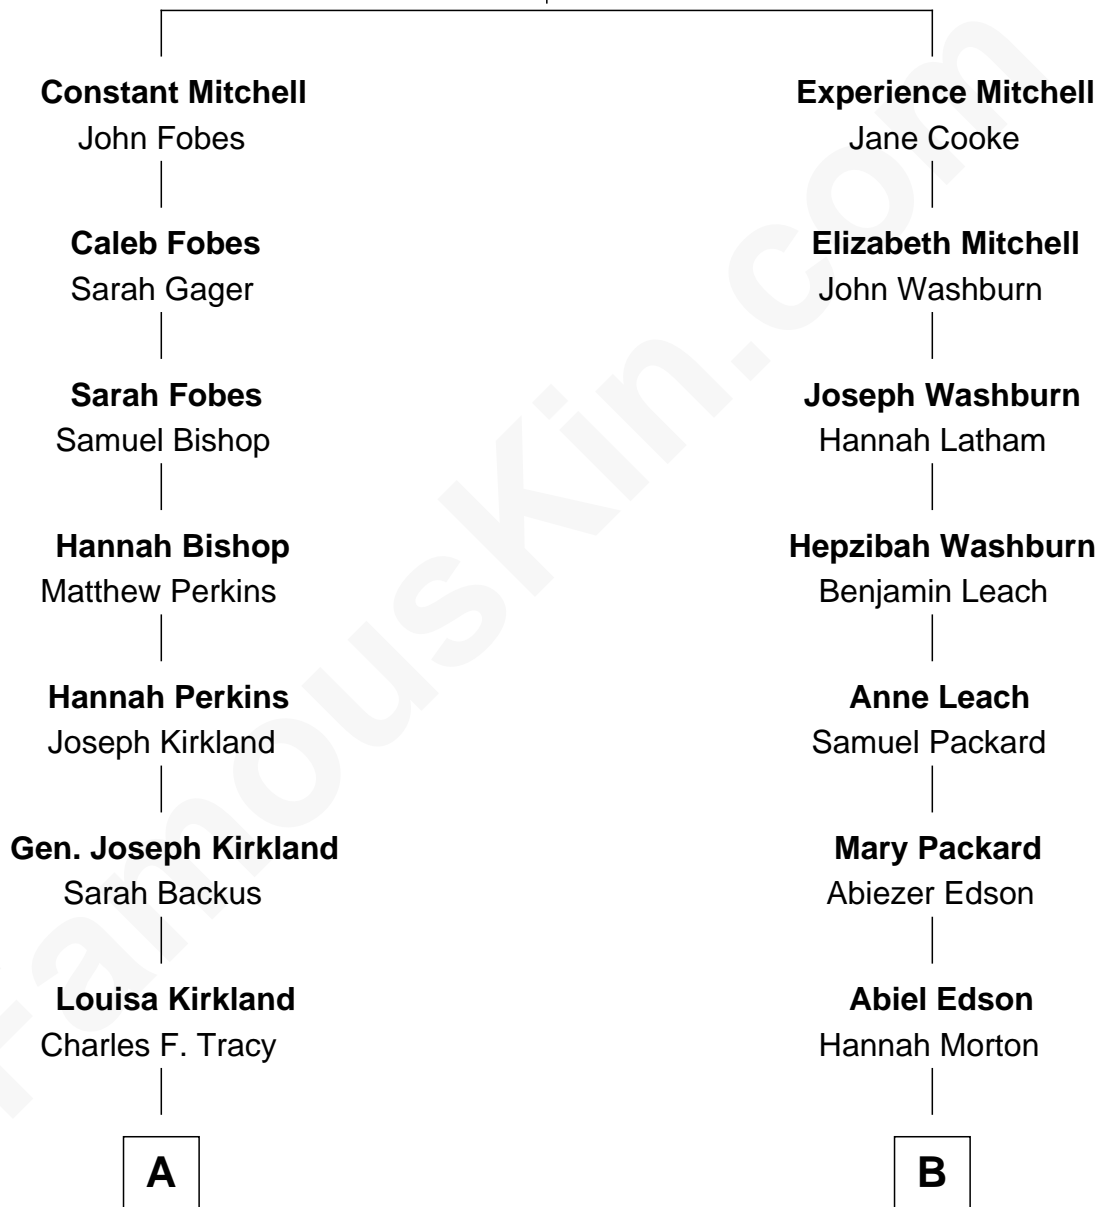 Constant Mitchell
John Fobes
Experience Mitchell
Jane Cooke
Caleb Fobes
Sarah Gager
Elizabeth Mitchell
John Washburn
Sarah Fobes
Samuel Bishop
Joseph Washburn
Hannah Latham
Hannah Bishop
Matthew Perkins
Hepzibah Washburn
Benjamin Leach
Hannah Perkins
Joseph Kirkland
Anne Leach
Samuel Packard
Gen. Joseph Kirkland
Sarah Backus
Mary Packard
Abiezer Edson
Louisa Kirkland
Charles F. Tracy
Abiel Edson
Hannah Morton
A
B
FamousKin.com